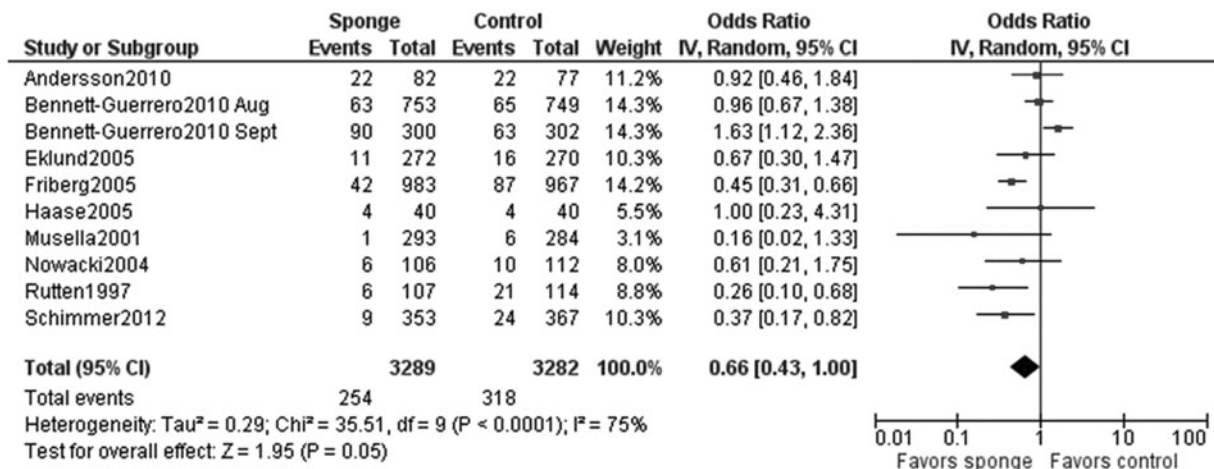 Sponge Control Odds Ratio Odds Ratio
Study or Subgroup Events Total Events Total Weight IV, Random, 95% CI IV, Random, 95% CI
Andersson2010 22 82 22 77 11.2% 0.92 [0.46, 1.84]
Bennett-Guerrero2010 Aug 63 753 65 749 14.3% 0.96 [0.67, 1.38]
Bennett-Guerrero2010 Sept 90 300 63 302 14.3% 1.63 [1.12, 2.36]
Eklund2005 11 272 16 270 10.3% 0.67 [0.30, 1.47]
Friberg2005 42 983 87 967 14.2% 0.45 [0.31, 0.66]
Haase2005 4 40 4 40 5.5% 1.00 [0.23, 4.31]
Musella2001 1 293 6 284 3.1% 0.16 [0.02, 1.33]
Nowacki2004 6 106 10 112 8.0% 0.61 [0.21, 1.75]
Rutten1997 6 107 21 114 8.8% 0.26 [0.10, 0.68]
Schimmer2012 9 353 24 367 10.3% 0.37 [0.17, 0.82]
Total (95% CI) 3289 3282 100.0% 0.66 [0.43, 1.00]
Total events 254 318
Heterogeneity: Tau² = 0.29; Chi² = 35.51, df = 9 (P < 0.0001); I² = 75%
Test for overall effect: Z = 1.95 (P = 0.05)
0.01 0.1 1 10 100
Favors sponge Favors control